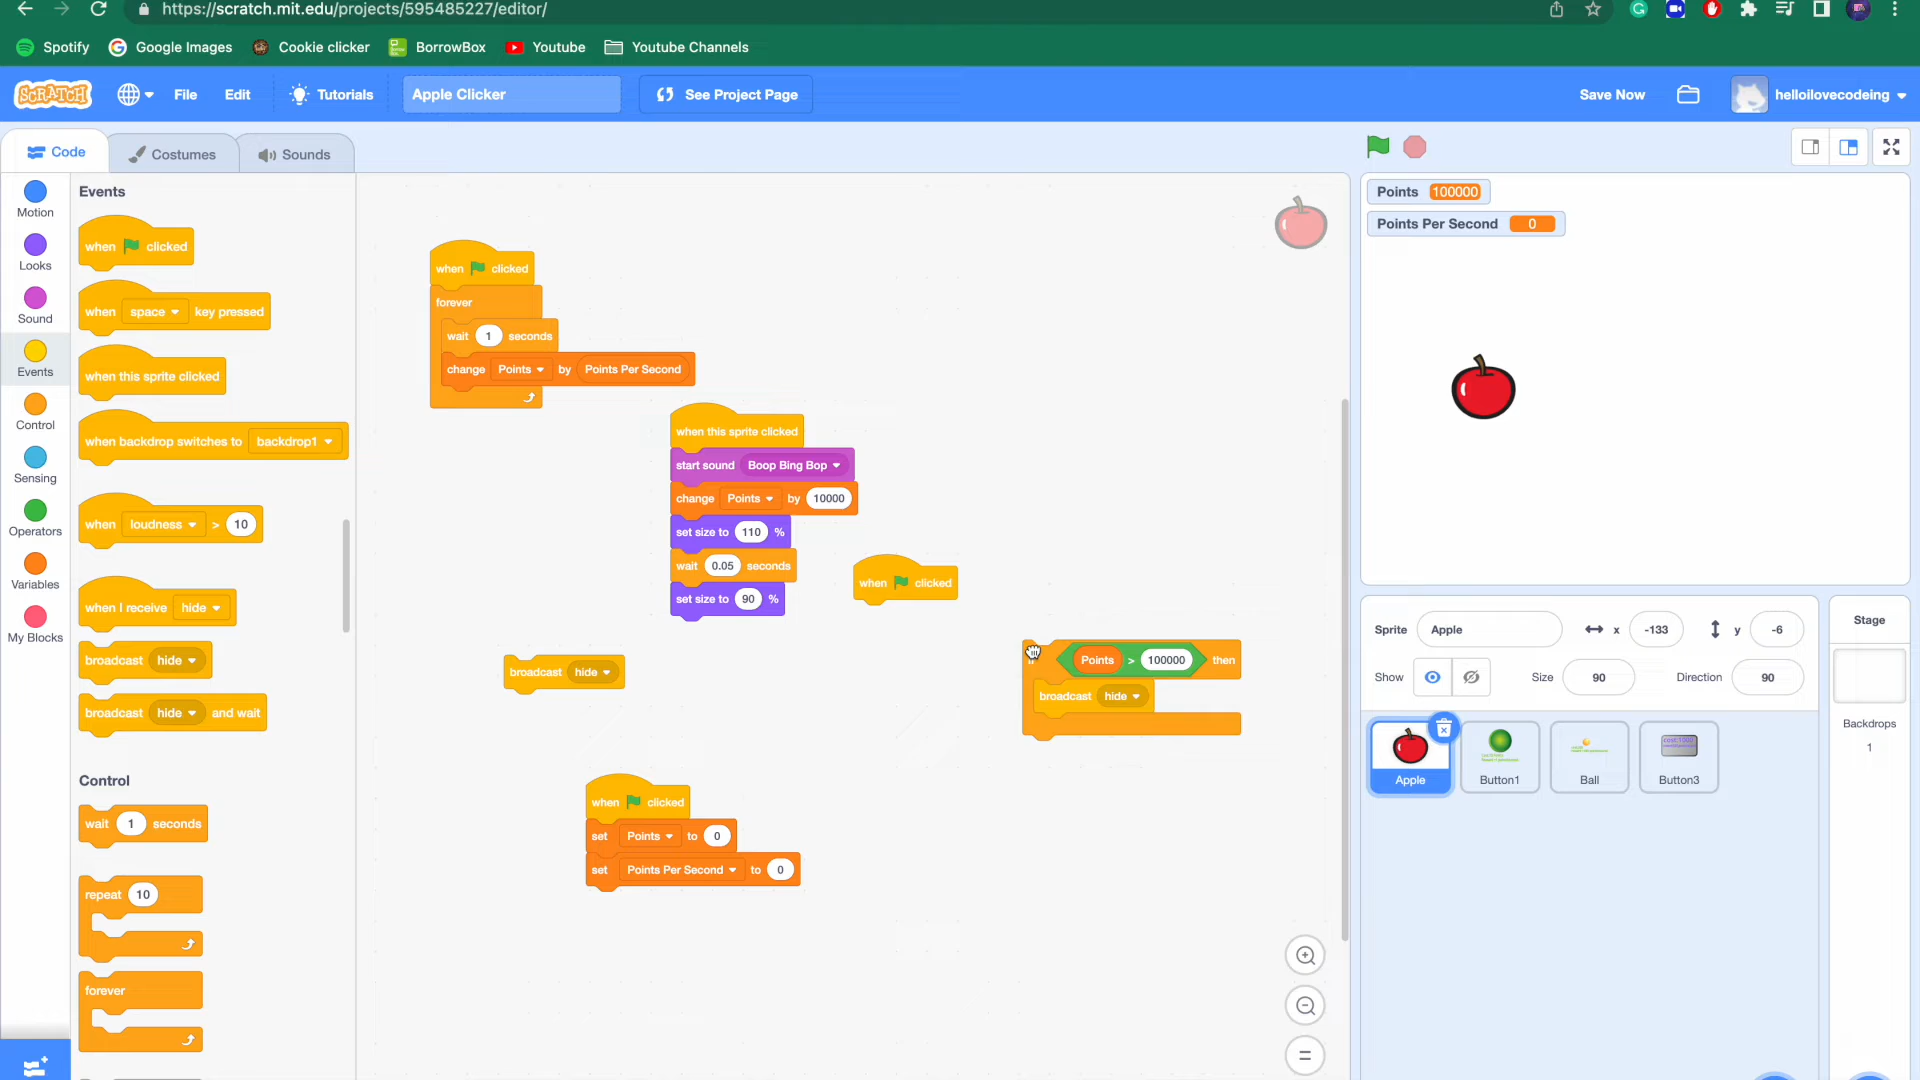 https://scratch.mit.edu/projects/595485227/editor/
Spotify
Google Images
Cookie clicker
BorrowBox
Youtube
Youtube Channels
SCRATCH
File
Edit
Tutorials
Apple Clicker
See Project Page
Save Now
helloilovecodeing
Code
Costumes
Sounds
Motion
Looks
Sound
Events
Control
Sensing
Operators
Variables
My Blocks
Events
when clicked
when space key pressed
when this sprite clicked
when backdrop switches to backdrop1
when loudness > 10
when I receive hide
broadcast hide
broadcast hide and wait
Control
wait 1 seconds
repeat 10
forever
when clicked
forever
wait 1 seconds
change Points by Points Per Second
when this sprite clicked
start sound Boop Bing Bop
change Points by 10000
set size to 110 %
wait 0.05 seconds
set size to 90 %
when clicked
broadcast hide
Points > 100000 then
broadcast hide
when clicked
set Points to 0
set Points Per Second to 0
Points 100000
Points Per Second 0
Sprite Apple x -133 y -6
Show Size 90 Direction 90
Apple
Button1
Ball
Button3
Stage
Backdrops
1